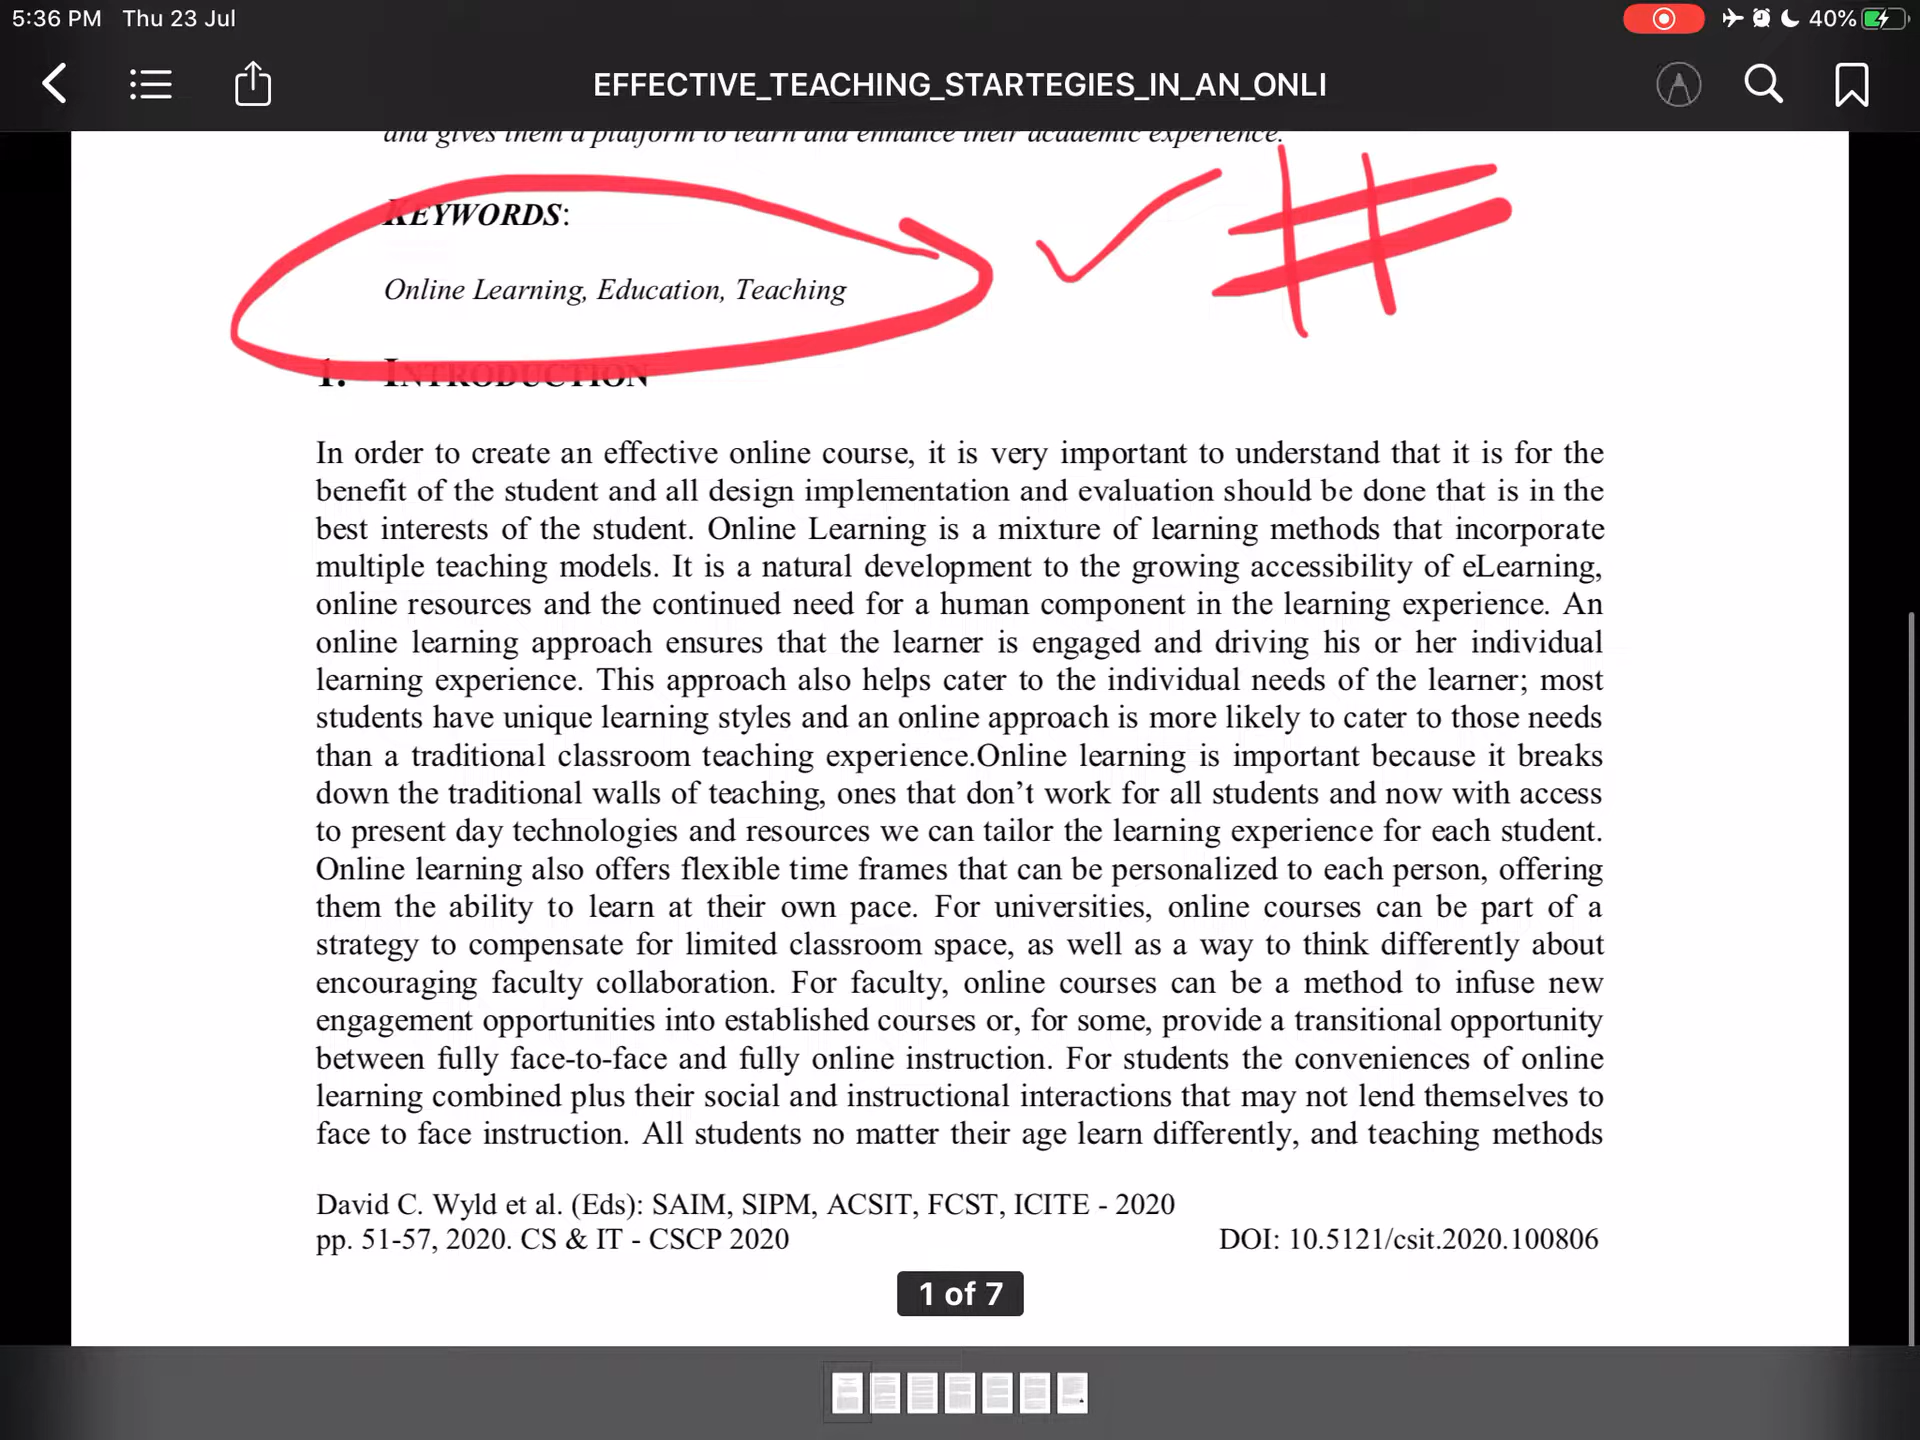 5:36 PM Thu 23 Jul
40%
EFFECTIVE_TEACHING_STARTEGIES_IN_AN_ONLI
and gives them a platform to learn and enhance their academic experience.
KEYWORDS:
#
Online Learning, Education, Teaching
1. INTRODUCTION
In order to create an effective online course, it is very important to understand that it is for the
benefit of the student and all design implementation and evaluation should be done that is in the
best interests of the student. Online Learning is a mixture of learning methods that incorporate
multiple teaching models. It is a natural development to the growing accessibility of eLearning,
online resources and the continued need for a human component in the learning experience. An
online learning approach ensures that the learner is engaged and driving his or her individual
learning experience. This approach also helps cater to the individual needs of the learner; most
students have unique learning styles and an online approach is more likely to cater to those needs
than a traditional classroom teaching experience.Online learning is important because it breaks
down the traditional walls of teaching, ones that don’t work for all students and now with access
to present day technologies and resources we can tailor the learning experience for each student.
Online learning also offers flexible time frames that can be personalized to each person, offering
them the ability to learn at their own pace. For universities, online courses can be part of a
strategy to compensate for limited classroom space, as well as a way to think differently about
encouraging faculty collaboration. For faculty, online courses can be a method to infuse new
engagement opportunities into established courses or, for some, provide a transitional opportunity
between fully face-to-face and fully online instruction. For students the conveniences of online
learning combined plus their social and instructional interactions that may not lend themselves to
face to face instruction. All students no matter their age learn differently, and teaching methods
David C. Wyld et al. (Eds): SAIM, SIPM, ACSIT, FCST, ICITE - 2020
pp. 51-57, 2020. CS & IT - CSCP 2020 DOI: 10.5121/csit.2020.100806
1 of 7